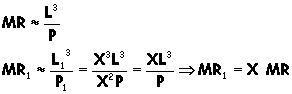 MR ≈ L³/P
MR₁ ≈ L₁³/P₁ = X³L³/X²P = XL³/P ⇒ MR₁ = X MR